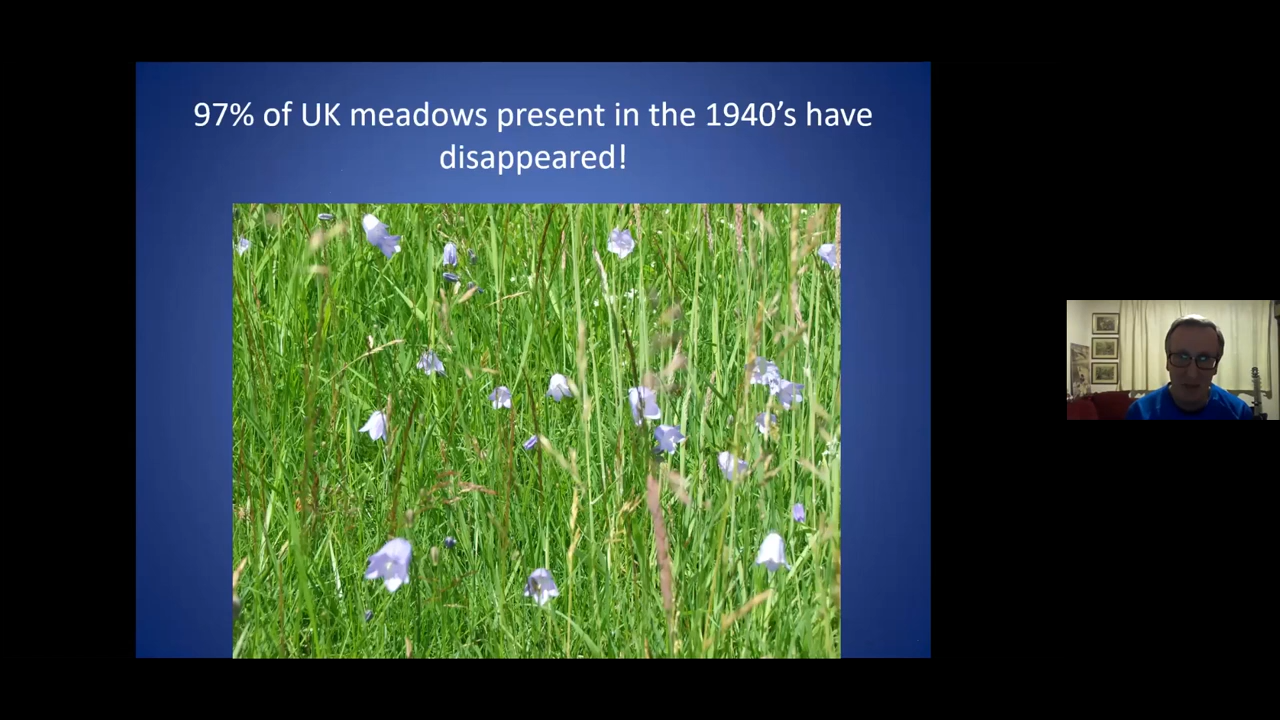 97% of UK meadows present in the 1940’s have
disappeared!